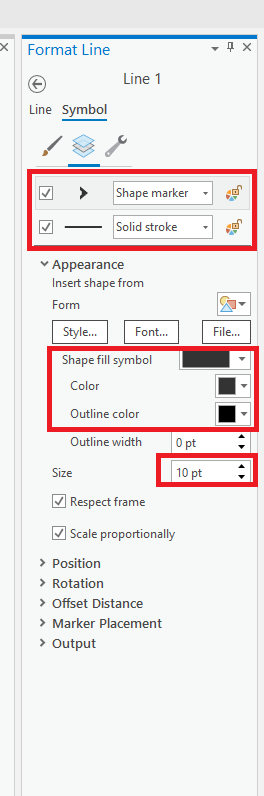 Format Line
Line 1
Line Symbol
Shape marker
Solid stroke
Appearance
Insert shape from
Form
Style... Font... File...
Shape fill symbol
Color
Outline color
Outline width 0 pt
Size 10 pt
Respect frame
Scale proportionally
Position
Rotation
Offset Distance
Marker Placement
Output